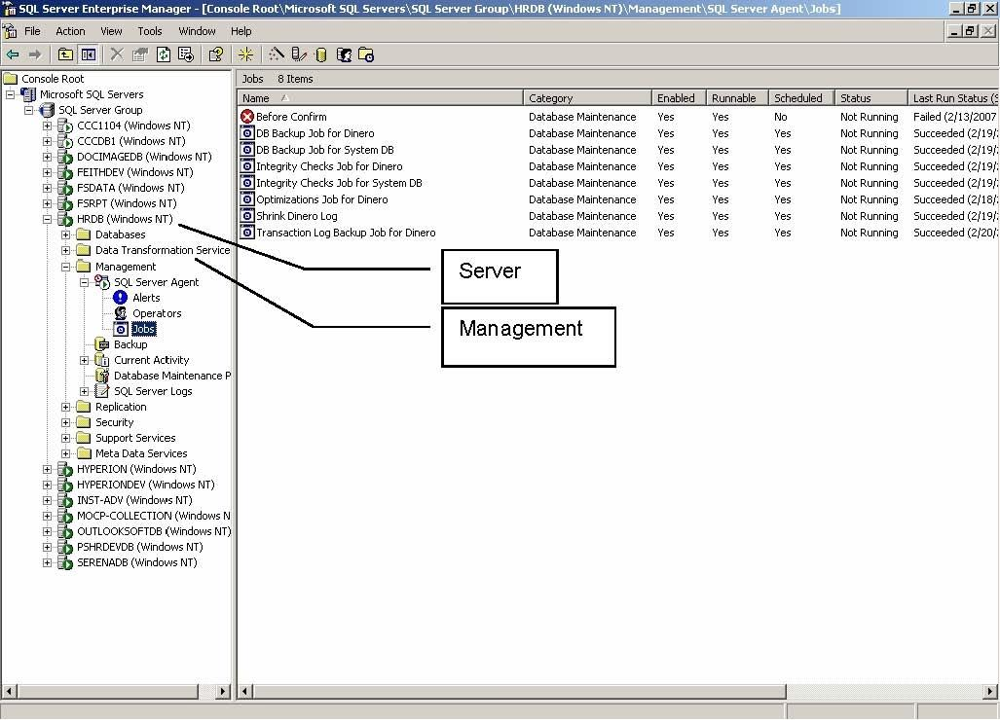 SQL Server Enterprise Manager - [Console Root\Microsoft SQL Servers\SQL Server Group\HRDB (Windows NT)\Management\SQL Server Agent\Jobs]
File Action View Tools Window Help
Console Root
Microsoft SQL Servers
SQL Server Group
CCC1104 (Windows NT)
CCCDB1 (Windows NT)
DOCIMAGEDB (Windows NT)
FEITHDEV (Windows NT)
FSDATA (Windows NT)
FSRPT (Windows NT)
HRDB (Windows NT)
Databases
Data Transformation Service
Management
SQL Server Agent
Alerts
Operators
Jobs
Backup
Current Activity
Database Maintenance P
SQL Server Logs
Replication
Security
Support Services
Meta Data Services
HYPERION (Windows NT)
HYPERIONDEV (Windows NT)
INST-ADV (Windows NT)
MOCP-COLLECTION (Windows N
OUTLOOKSOFTDB (Windows NT)
PSHRDEVDB (Windows NT)
SERENADB (Windows NT)
Jobs 8 Items
Name Category Enabled Runnable Scheduled Status Last Run Status (S
Before Confirm Database Maintenance Yes Yes No Not Running Failed (2/13/2007
DB Backup Job for Dinero Database Maintenance Yes Yes Yes Not Running Succeeded (2/19/
DB Backup Job for System DB Database Maintenance Yes Yes Yes Not Running Succeeded (2/19/
Integrity Checks Job for Dinero Database Maintenance Yes Yes Yes Not Running Succeeded (2/19/
Integrity Checks Job for System DB Database Maintenance Yes Yes Yes Not Running Succeeded (2/19/
Optimizations Job for Dinero Database Maintenance Yes Yes Yes Not Running Succeeded (2/18/
Shrink Dinero Log Database Maintenance Yes Yes Yes Not Running Succeeded (2/19/
Transaction Log Backup Job for Dinero Database Maintenance Yes Yes Yes Not Running Succeeded (2/20/
Server
Management